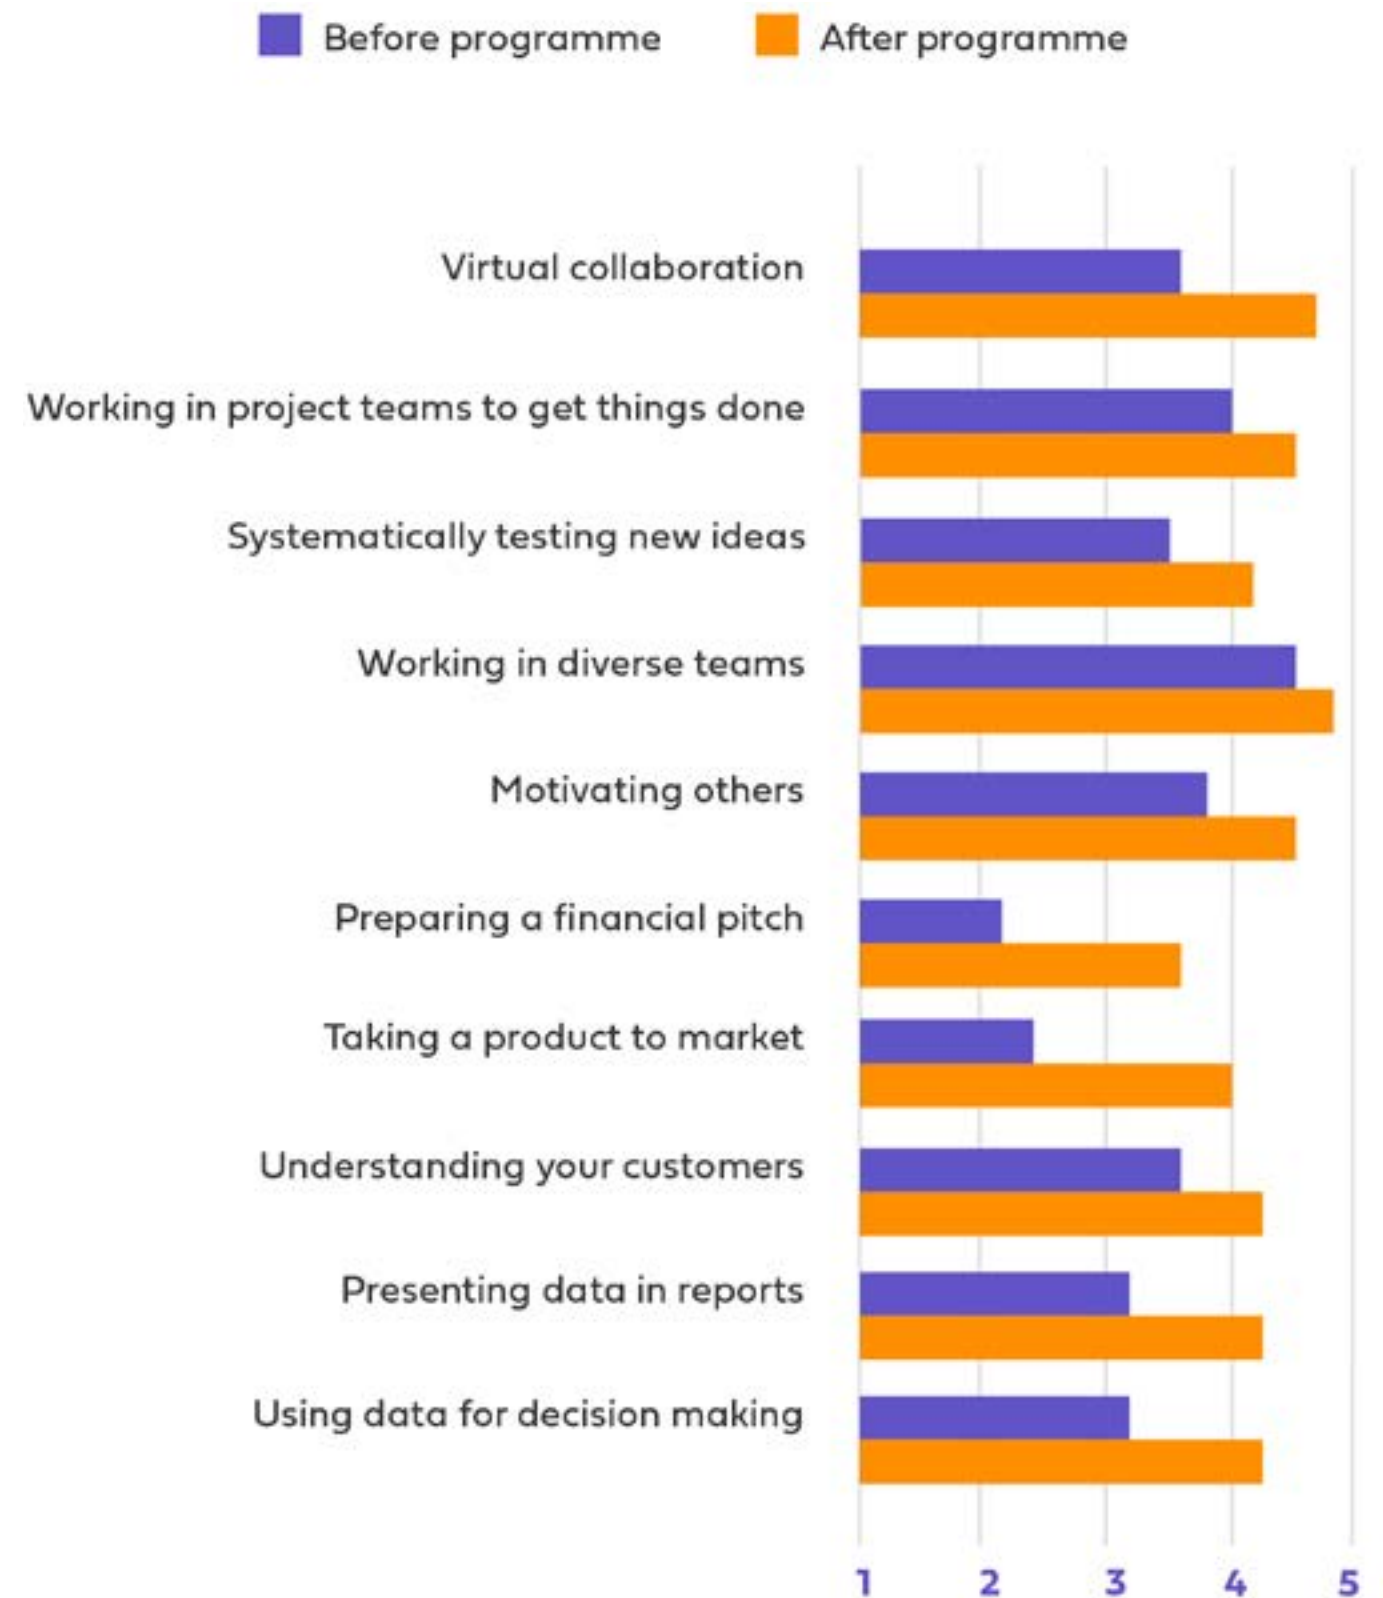 Before programme
After programme
Virtual collaboration
Working in project teams to get things done
Systematically testing new ideas
Working in diverse teams
Motivating others
Preparing a financial pitch
Taking a product to market
Understanding your customers
Presenting data in reports
Using data for decision making
1 2 3 4 5